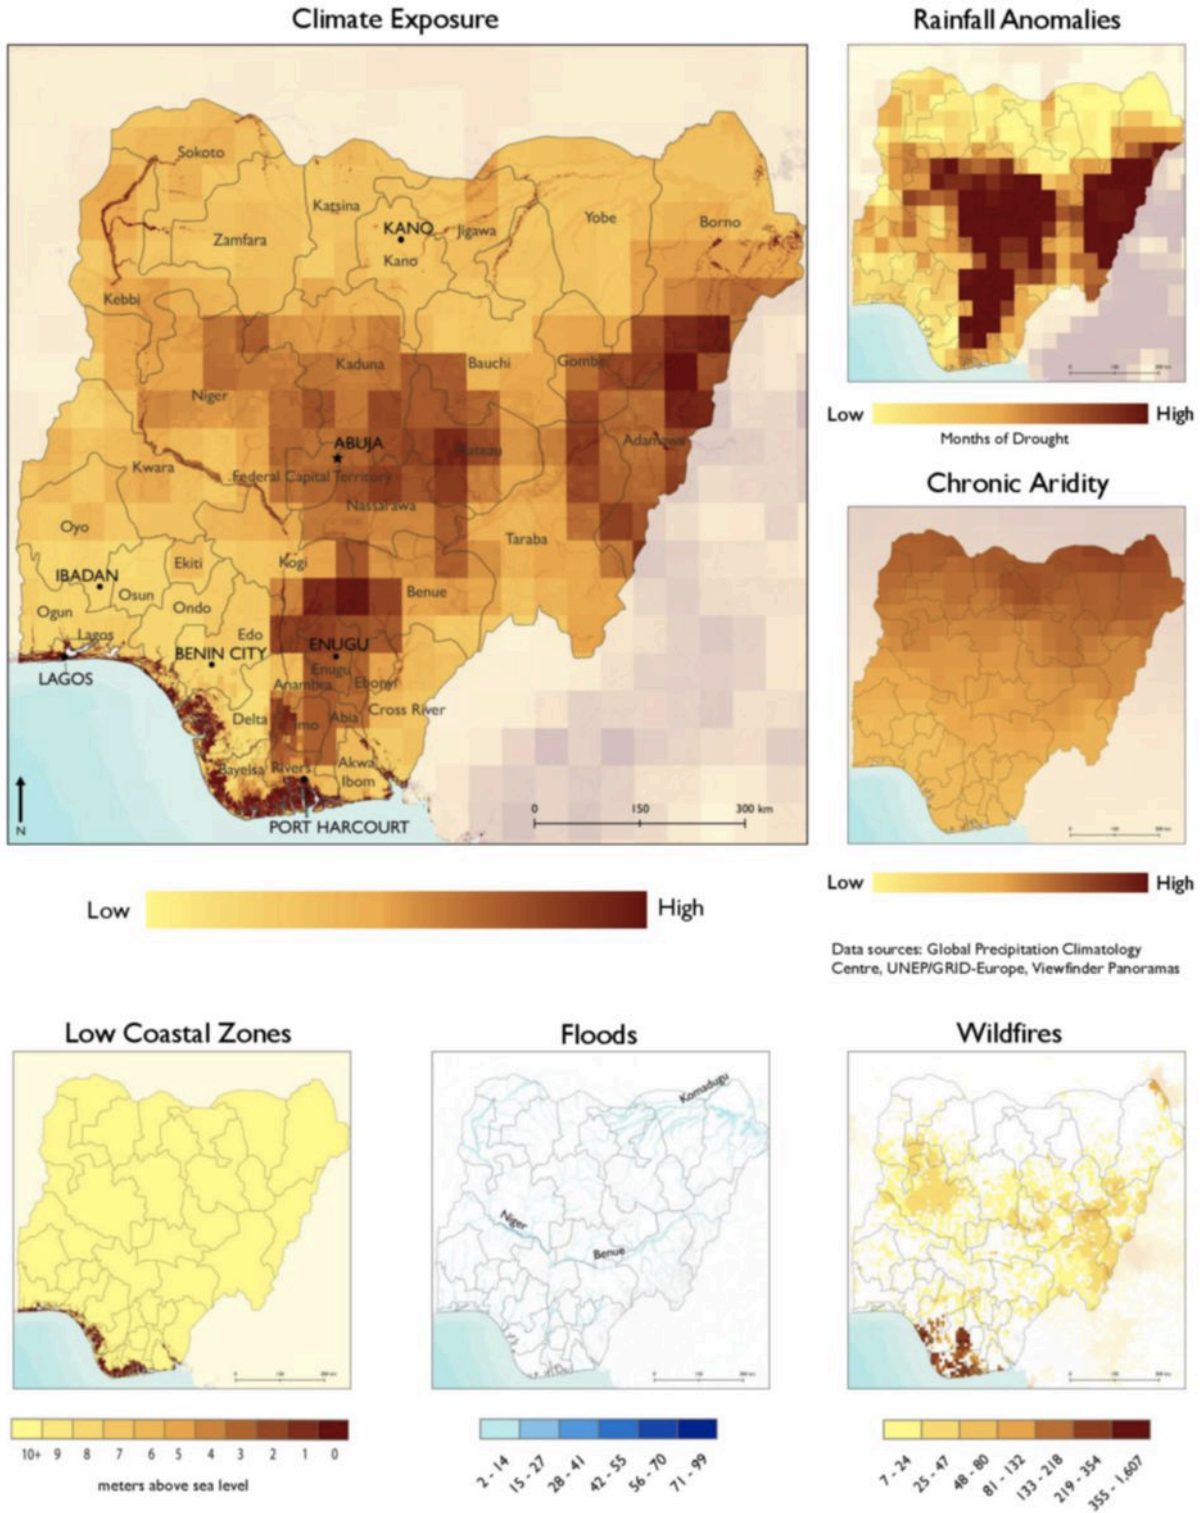 Climate Exposure
Rainfall Anomalies
Sokoto
Katsina
KANO
Jigawa
Yobe
Borno
Zamfara
Kano
Kebbi
Kaduna
Bauchi
Gombe
Niger
ABUJA
Plateau
Adamawa
Kwara
Federal Capital Territory
Nassarawa
Oyo
Taraba
Ekiti
Kogi
IBADAN
Osun
Benue
Ogun
Ondo
Lagos
Edo
BENIN CITY
ENUGU
LAGOS
Enugu
Anambra
Ebonyi
Cross River
Delta
Imo
Abia
Bayelsa
Rivers
Akwa
Ibom
PORT HARCOURT
N
0 150 300 km
Low High
Low High
Months of Drought
Chronic Aridity
Low High
Data sources: Global Precipitation Climatology
Centre, UNEP/GRID-Europe, Viewfinder Panoramas
Low Coastal Zones
10+ 9 8 7 6 5 4 3 2 1 0
meters above sea level
Floods
Komadugu
Niger
Benue
2 - 14
15 - 27
28 - 41
42 - 55
56 - 70
71 - 99
Wildfires
7 - 24
25 - 47
48 - 80
81 - 132
133 - 218
219 - 354
355 - 1,607